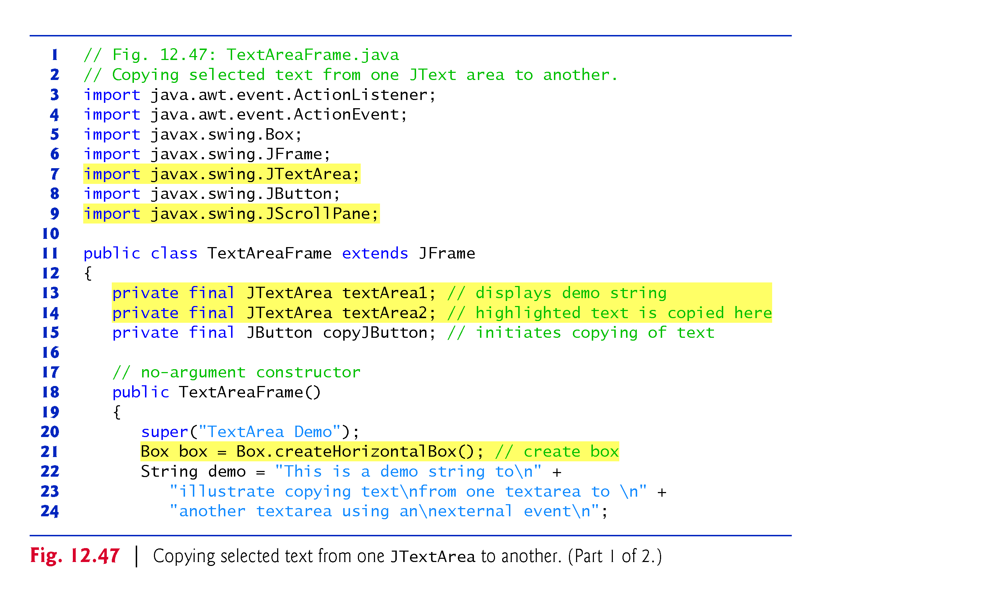 1 // Fig. 12.47: TextAreaFrame.java
2 // Copying selected text from one JText area to another.
3 import java.awt.event.ActionListener;
4 import java.awt.event.ActionEvent;
5 import javax.swing.Box;
6 import javax.swing.JFrame;
7 import javax.swing.JTextArea;
8 import javax.swing.JButton;
9 import javax.swing.JScrollPane;
10
11 public class TextAreaFrame extends JFrame
12 {
13 private final JTextArea textArea1; // displays demo string
14 private final JTextArea textArea2; // highlighted text is copied here
15 private final JButton copyJButton; // initiates copying of text
16
17 // no-argument constructor
18 public TextAreaFrame()
19 {
20 super("TextArea Demo");
21 Box box = Box.createHorizontalBox(); // create box
22 String demo = "This is a demo string to\n" +
23 "illustrate copying text\nfrom one textarea to \n" +
24 "another textarea using an\nexternal event\n";
Fig. 12.47 | Copying selected text from one JTextArea to another. (Part 1 of 2.)